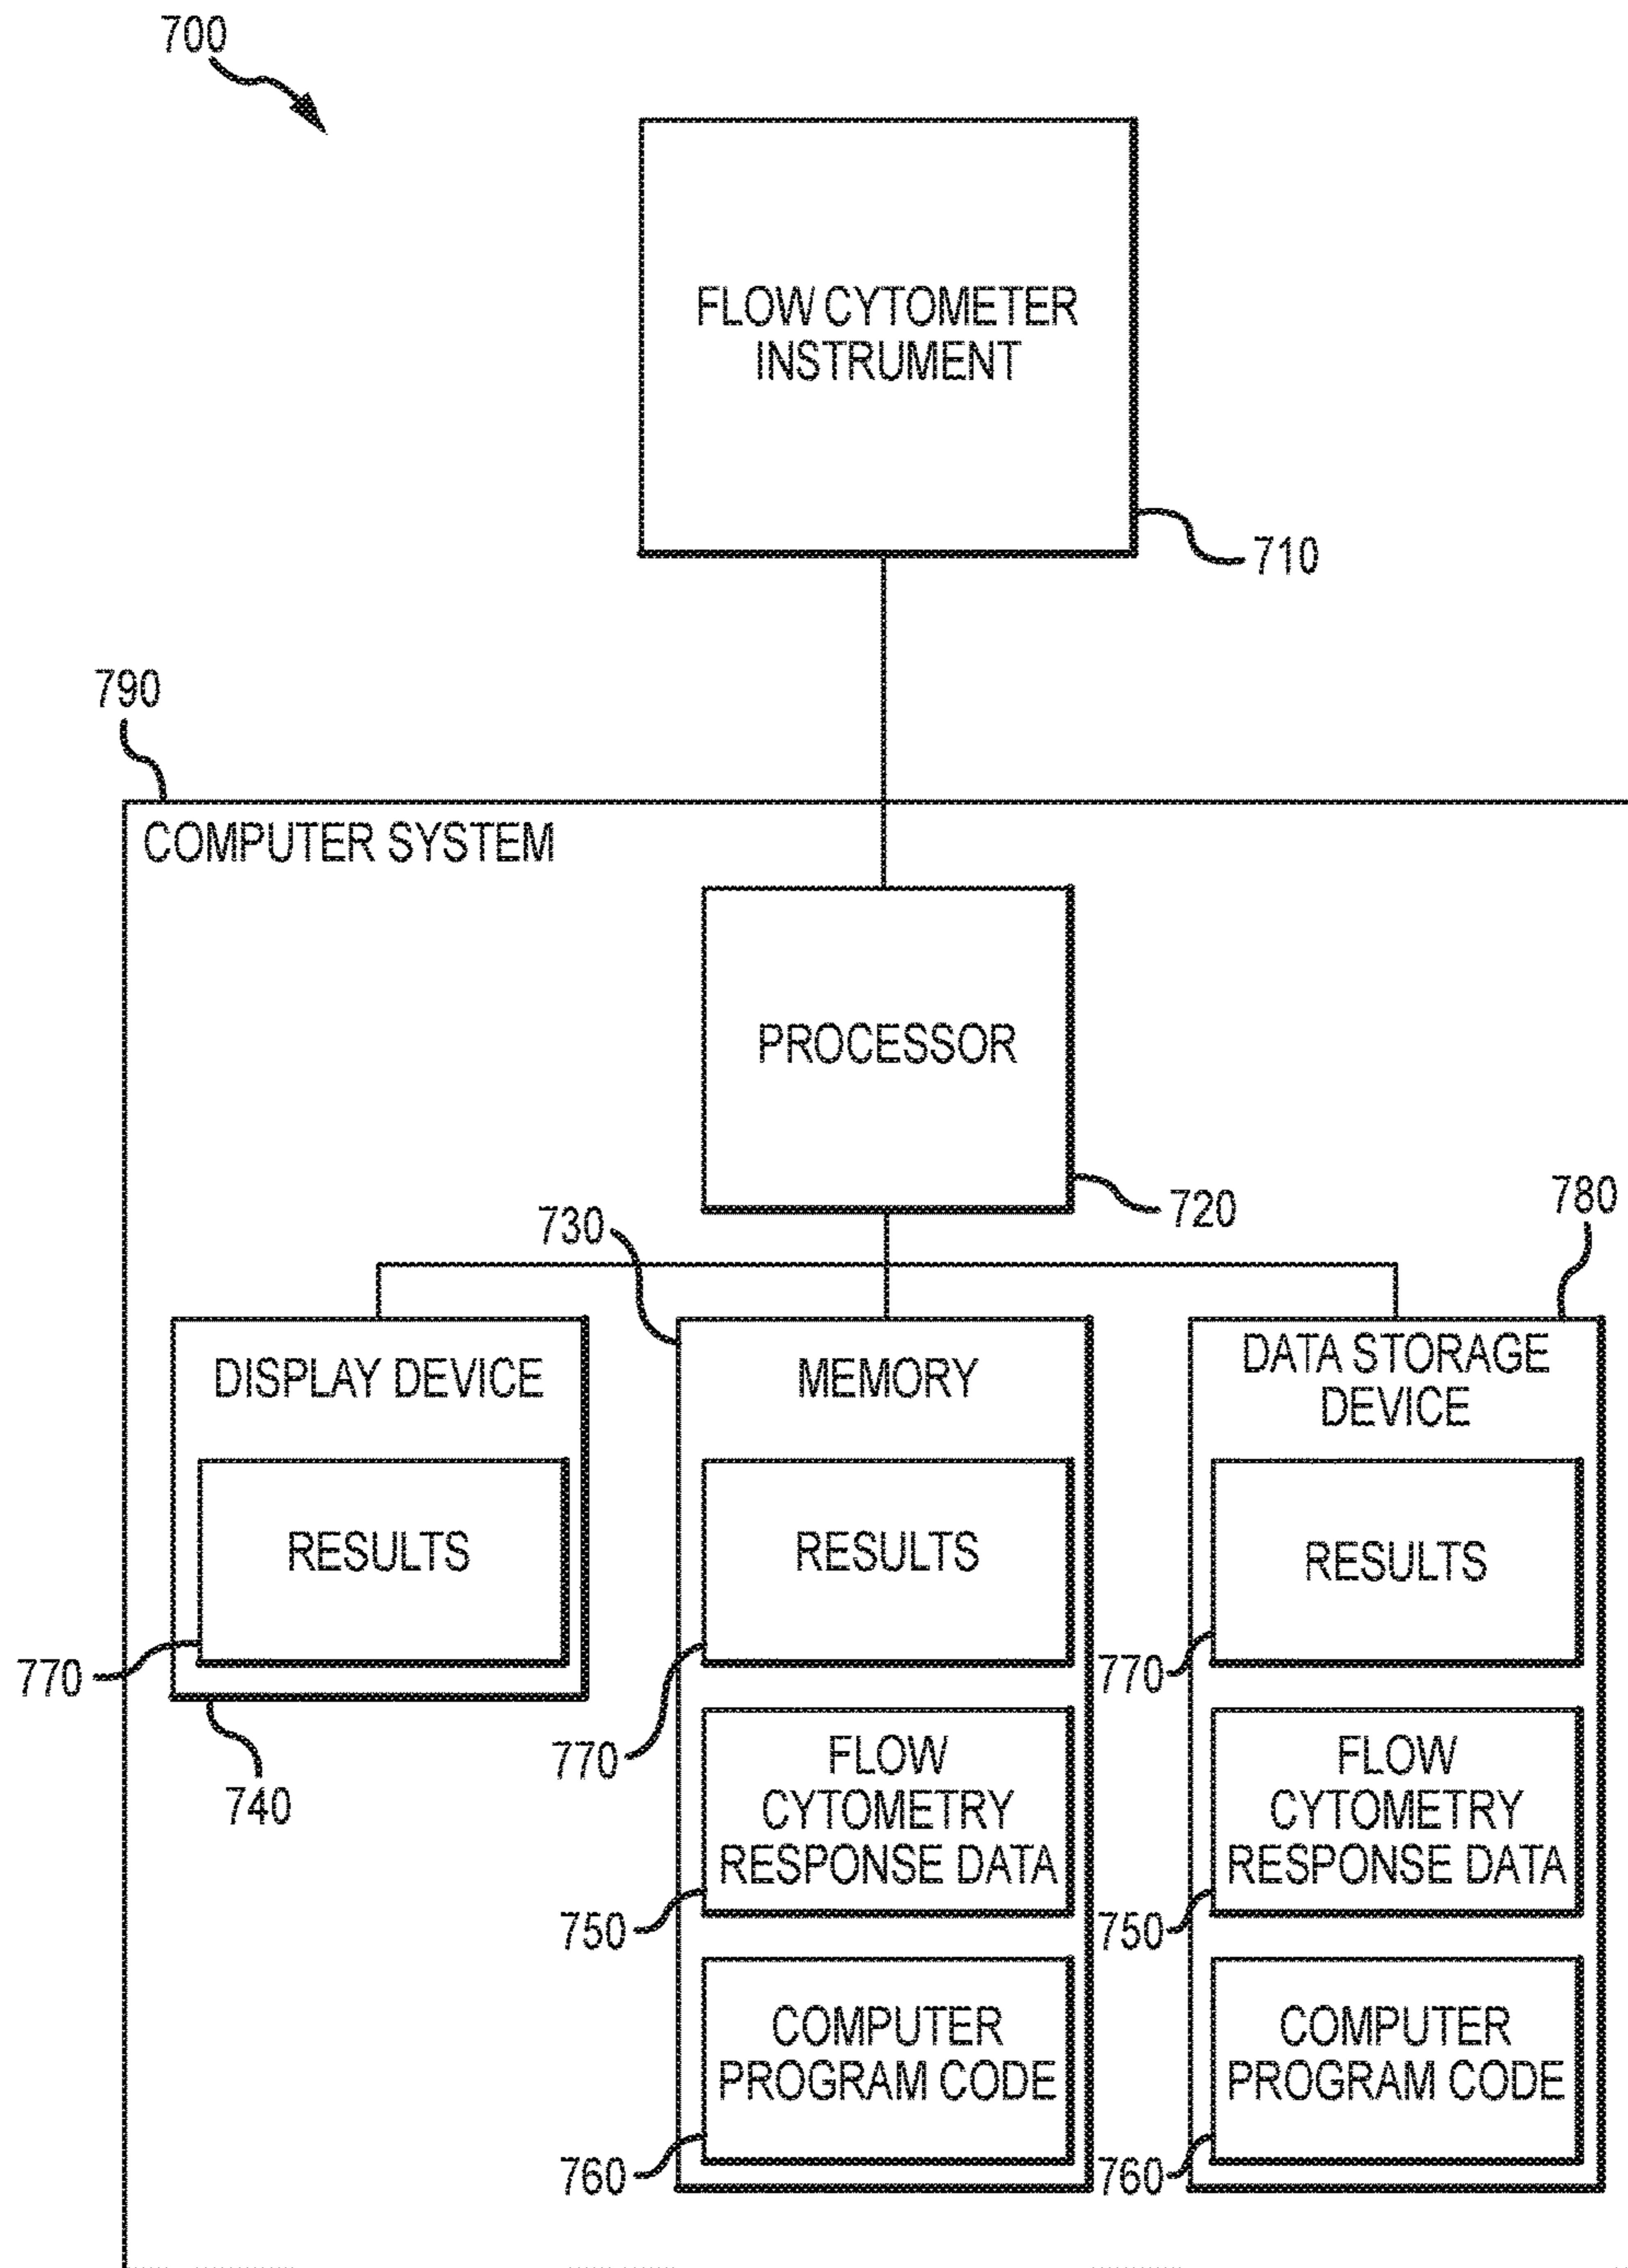 700
FLOW CYTOMETER
INSTRUMENT
710
790
COMPUTER SYSTEM
PROCESSOR
720
730
780
DISPLAY DEVICE
RESULTS
770
740
MEMORY
RESULTS
770
FLOW
CYTOMETRY
RESPONSE DATA
750
COMPUTER
PROGRAM CODE
760
DATA STORAGE
DEVICE
RESULTS
770
FLOW
CYTOMETRY
RESPONSE DATA
750
COMPUTER
PROGRAM CODE
760